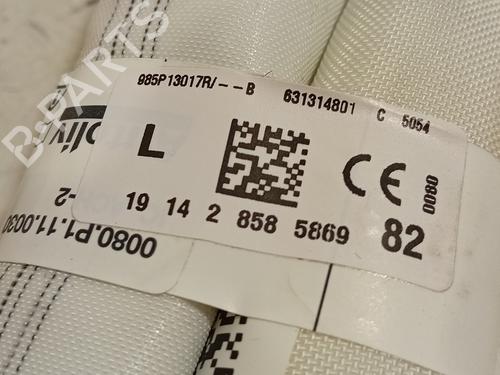 985P13017R/--B 631314801 C 5054
L
CE 0080
19 14 2 858 5869 82
0080.P1.11.0030
B-PARTS